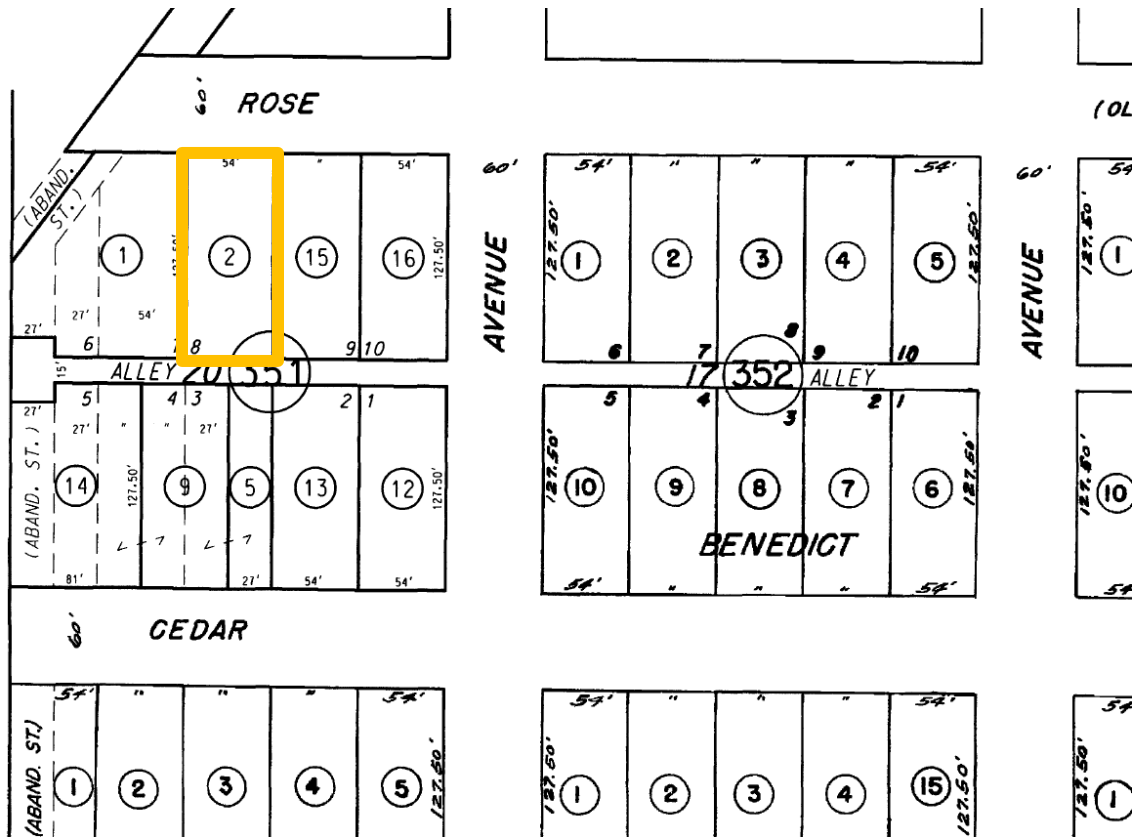 60' ROSE (OL
(ABAND. ST.) 54' " 54' 60' 54' " " " 54' 60' 54
1 127.50' 2 15 16 127.50' AVENUE 127.50' 1 2 3 4 5 127.50' AVENUE 127.50' 1
27' 27' 54'
6 7 8 9 10 6 7 8 9 10
15' ALLEY 20 351 17 352 ALLEY
27' 5 4 3 2 1 5 4 3 2 1
27' " " 27'
(ABAND. ST.) 14 127.50' 9 5 13 12 127.50' 127.50' 10 9 8 7 6 127.50' 127.50' 10
BENEDICT
81' 27' 54' 54' 54' " " " 54' 54
60' CEDAR
54' " " " 54' 54' " " " 54' 54
(ABAND. ST.) 1 2 3 4 5 127.50' 127.50' 1 2 3 4 15 127.50' 127.50' 1